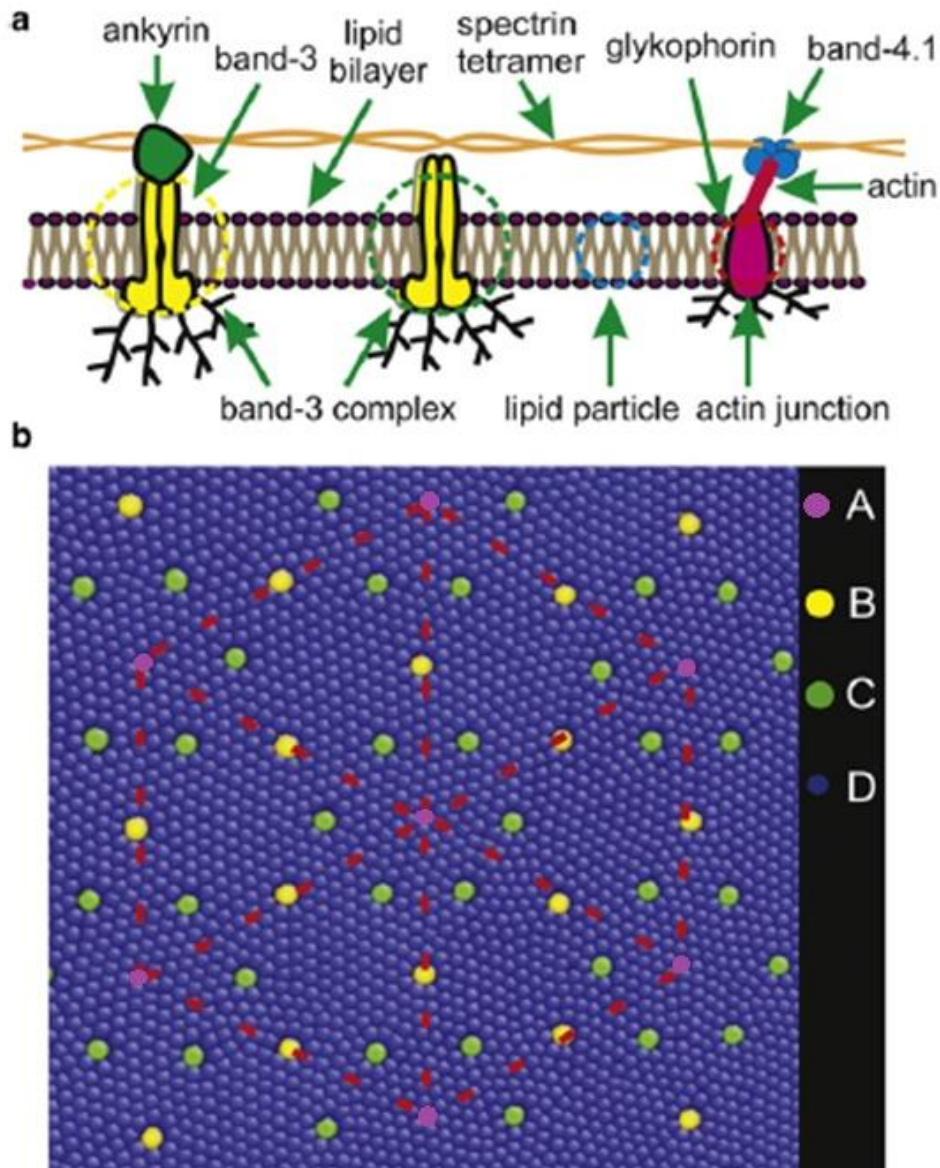 a
ankyrin
band-3
lipid
bilayer
spectrin
tetramer
glykophorin
band-4.1
actin
band-3 complex
lipid particle
actin junction
b
A
B
C
D